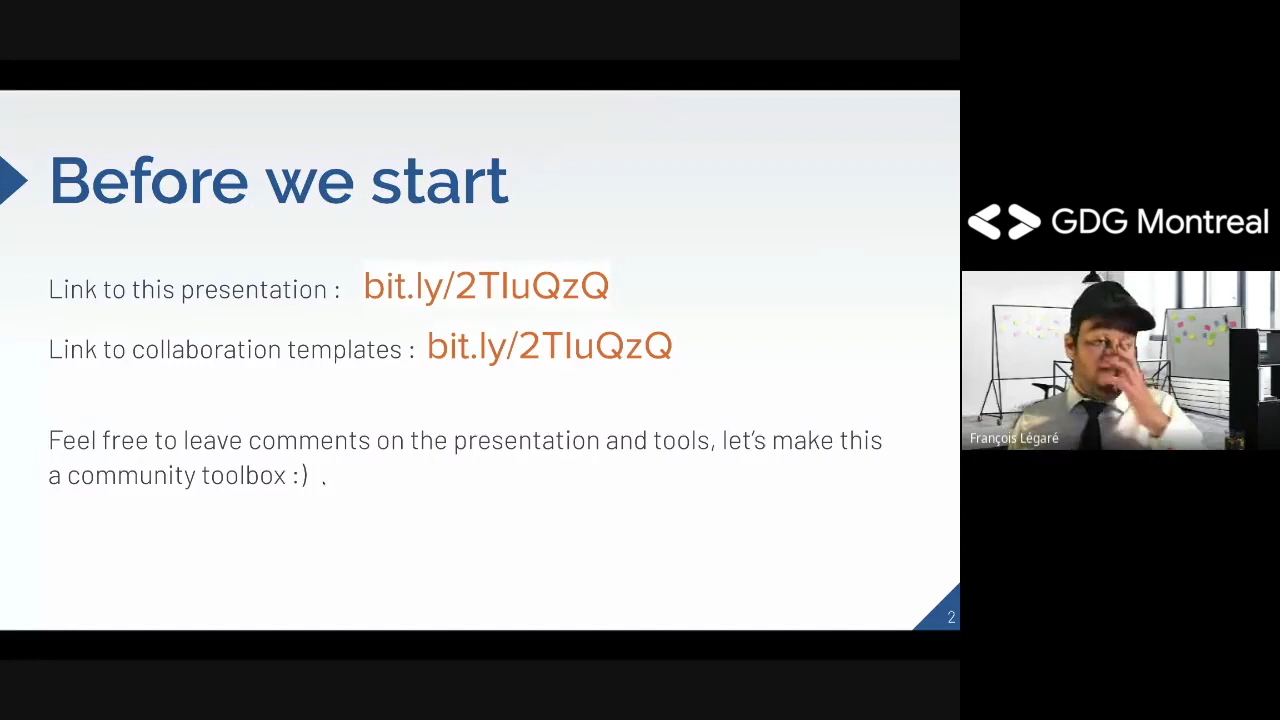 Before we start
Link to this presentation : bit.ly/2TIuQzQ
Link to collaboration templates : bit.ly/2TIuQzQ
Feel free to leave comments on the presentation and tools, let's make this
a community toolbox :) .
2
GDG Montreal
François Légaré